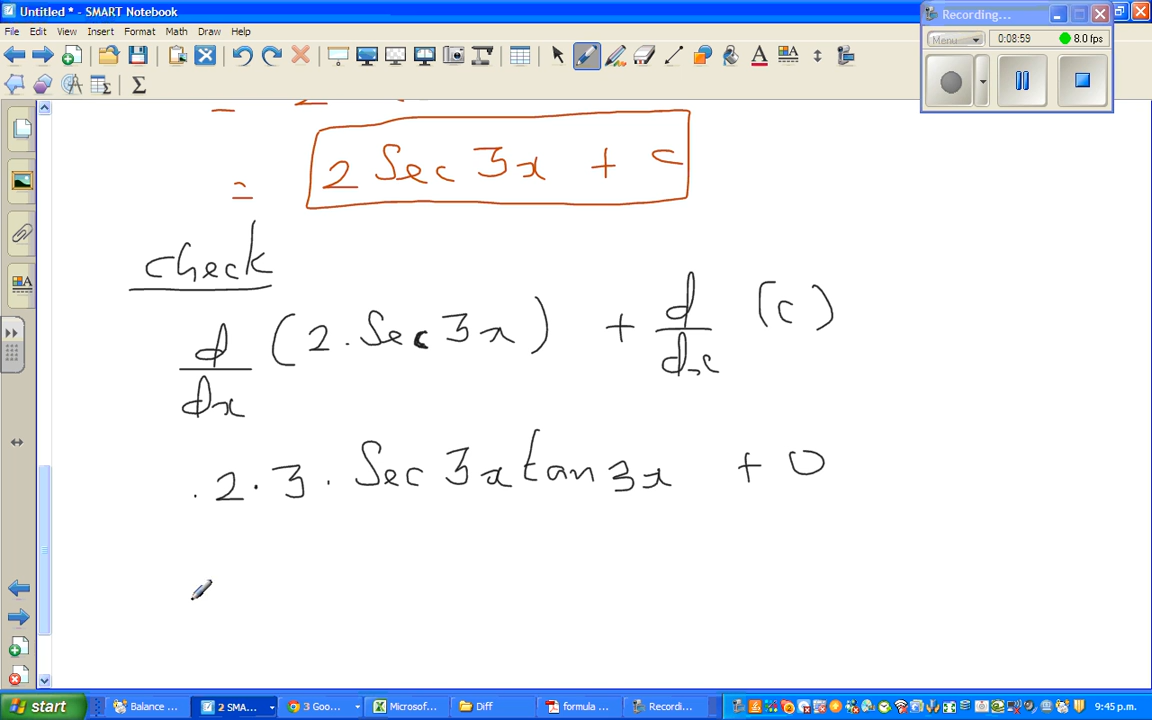 Untitled * - SMART Notebook
Recording...
File Edit View Insert Format Math Draw Help
Menu 0:08:59 8.0 fps
= 2 Sec 3x + c
check
d/dx (2. Sec 3x) + d/dx (c)
. 2 . 3 . Sec 3x tan 3x + 0
start Balance ... 2 SMA... 3 Goo... Microsof... Diff formula ... Recordi... 9:45 p.m.